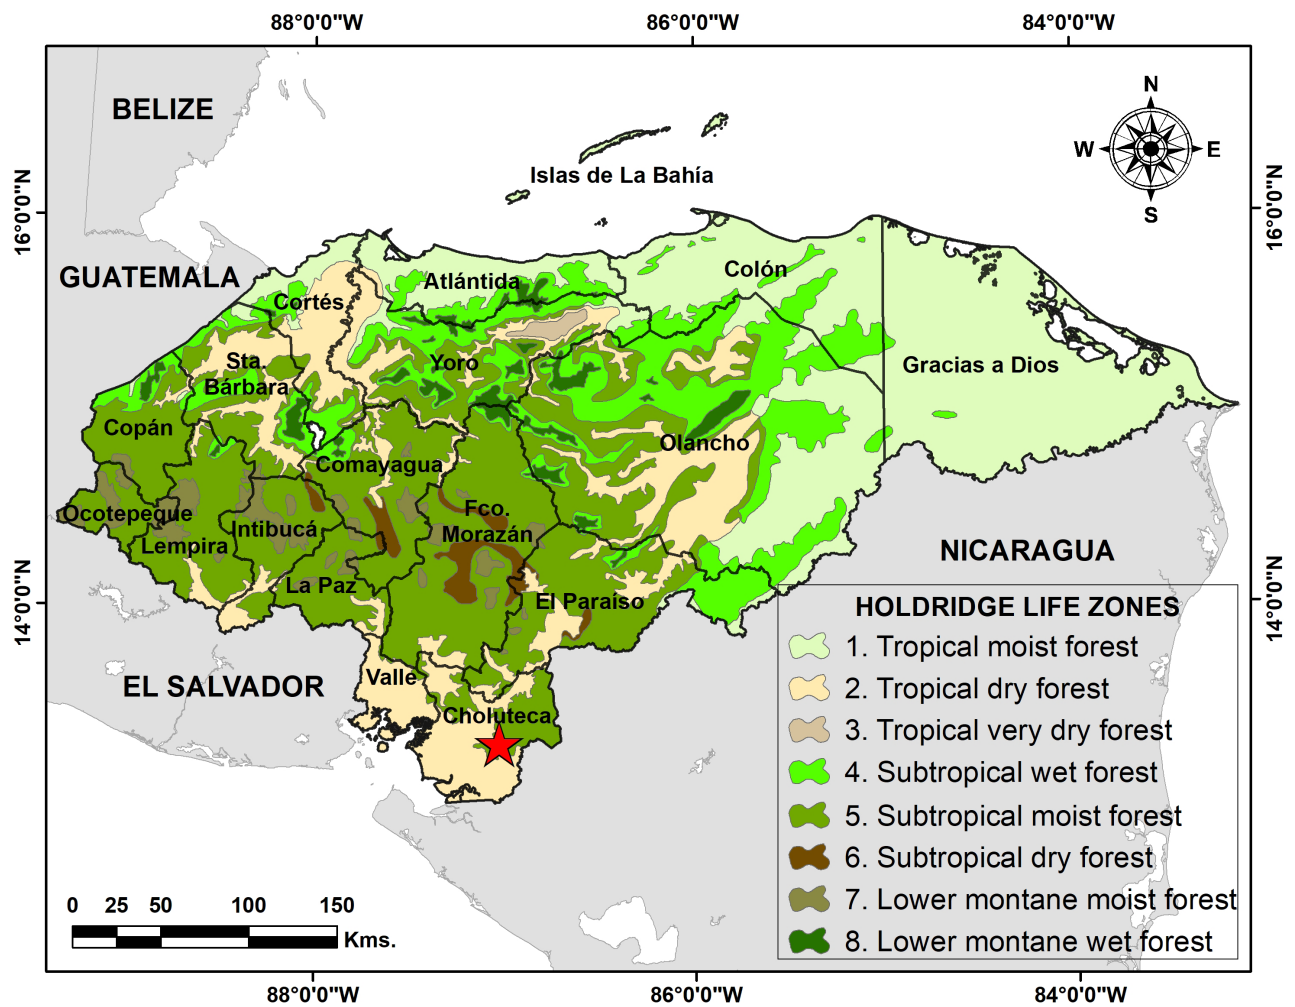 88°0'0"W 86°0'0"W 84°0'0"W
N
W E
S
BELIZE
Islas de La Bahía
16°0'0"N
16°0'0"N
GUATEMALA
Colón
Atlántida
Cortés
Yoro
Sta.
Bárbara
Gracias a Dios
Copán
Olancho
Comayagua
Ocotepeque
Fco.
Morazán
Intibucá
Lempira
NICARAGUA
La Paz
El Paraíso
14°0'0"N
14°0'0"N
HOLDRIDGE LIFE ZONES
1. Tropical moist forest
2. Tropical dry forest
3. Tropical very dry forest
4. Subtropical wet forest
5. Subtropical moist forest
6. Subtropical dry forest
7. Lower montane moist forest
8. Lower montane wet forest
EL SALVADOR
Valle
Choluteca
0 25 50 100 150
Kms.
88°0'0"W 86°0'0"W 84°0'0"W